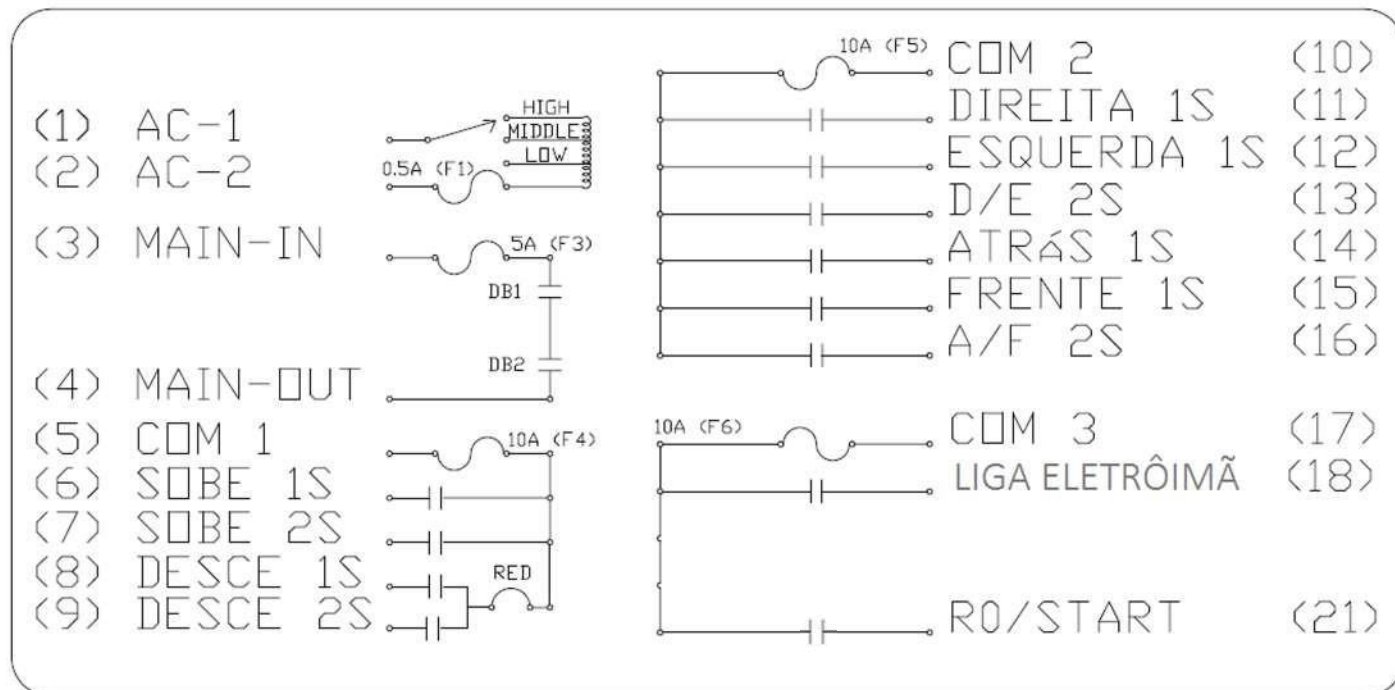 (1) AC-1
HIGH
MIDDLE
LOW
(2) AC-2
0.5A (F1)
(3) MAIN-IN
5A (F3)
DB1
DB2
(4) MAIN-OUT
(5) COM 1
10A (F4)
(6) SOBE 1S
(7) SOBE 2S
(8) DESCE 1S
RED
(9) DESCE 2S
10A (F5)
COM 2 (10)
DIREITA 1S (11)
ESQUERDA 1S (12)
D/E 2S (13)
ATRáS 1S (14)
FRENTE 1S (15)
A/F 2S (16)
10A (F6)
COM 3 (17)
LIGA ELETRÔIMÃ (18)
R0/START (21)